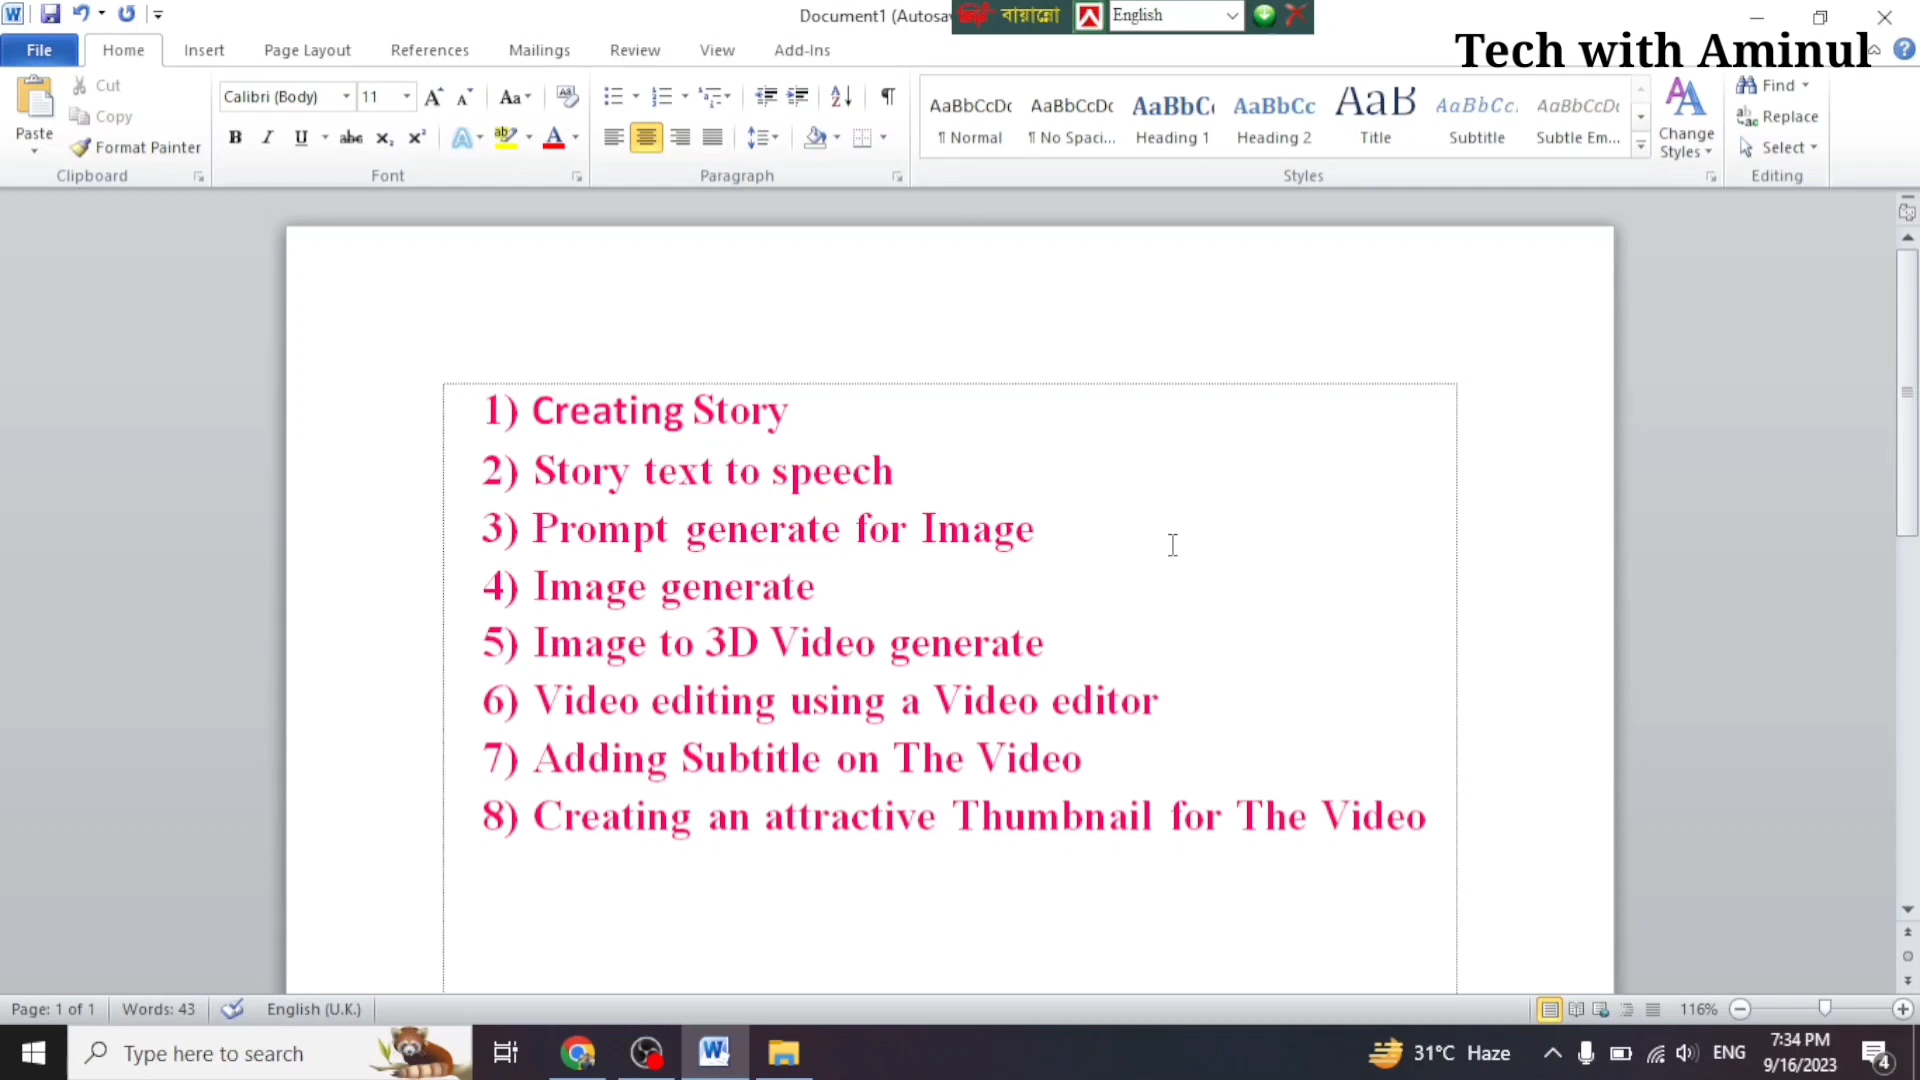 Document1 (Autosa
বায়ান্নো
English
Tech with Aminul
File Home Insert Page Layout References Mailings Review View Add-Ins
Cut
Copy
Paste
Format Painter
Clipboard
Calibri (Body) 11
Font
Paragraph
AaBbCcDc AaBbCcDc AaBbC AaBbCc AaB AaBbCc. AaBbCcDc
¶ Normal ¶ No Spaci... Heading 1 Heading 2 Title Subtitle Subtle Em...
Change Styles
Styles
Find
Replace
Select
Editing
1) Creating Story
2) Story text to speech
3) Prompt generate for Image
4) Image generate
5) Image to 3D Video generate
6) Video editing using a Video editor
7) Adding Subtitle on The Video
8) Creating an attractive Thumbnail for The Video
Page: 1 of 1 Words: 43 English (U.K.) 116%
Type here to search
31°C Haze ENG
7:34 PM
9/16/2023
4